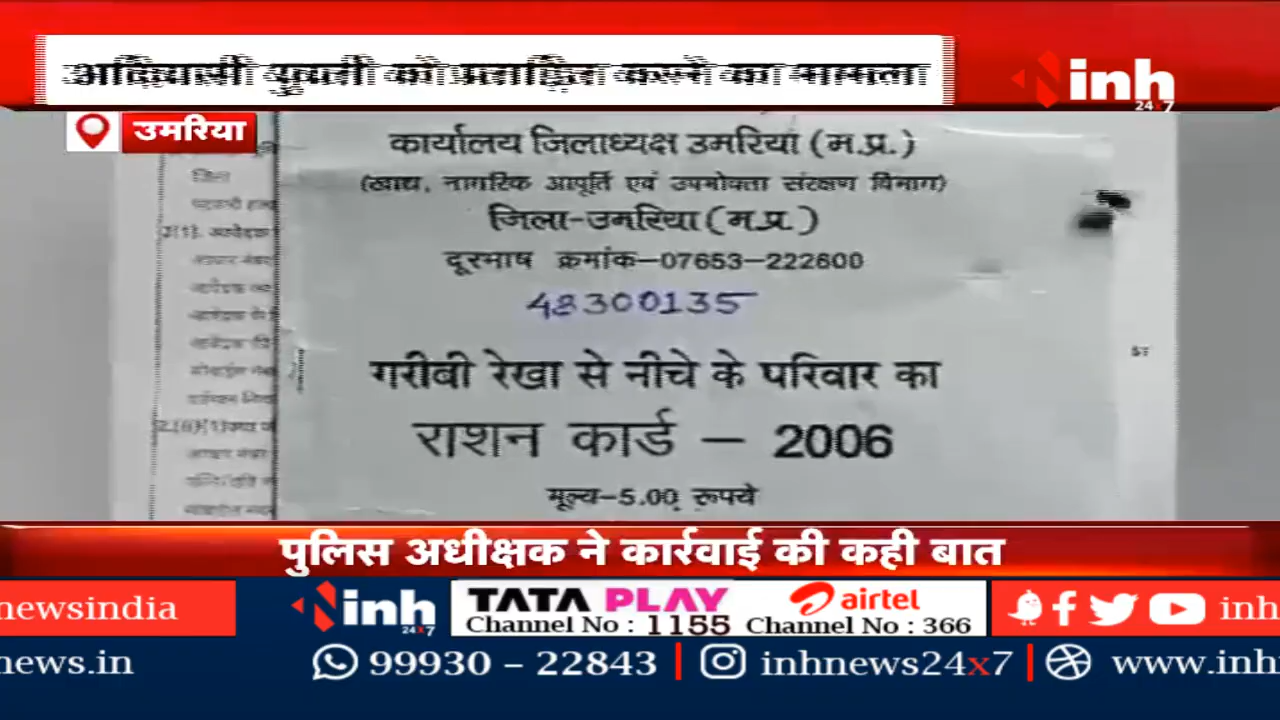 अदिवासी युवती को प्रताड़ित करने का मामला
inh
24x7
उमरिया
कार्यालय जिलाध्यक्ष उमरिया (म.प्र.)
(खाद्य, नागरिक आपूर्ति एवं उपभोक्ता संरक्षण विभाग)
जिला-उमरिया (म.प्र.)
दूरभाष क्रमांक-07653-222600
48300135
गरीबी रेखा से नीचे के परिवार का
राशन कार्ड - 2006
मूल्य-5.00 रूपये
जिला
पुलिस अधीक्षक ने कार्रवाई की कही बात
newsindia
inh
24x7
TATA PLAY
Channel No : 1155
airtel
Channel No : 366
inh
news.in
99930 - 22843
inhnews24x7
www.inh